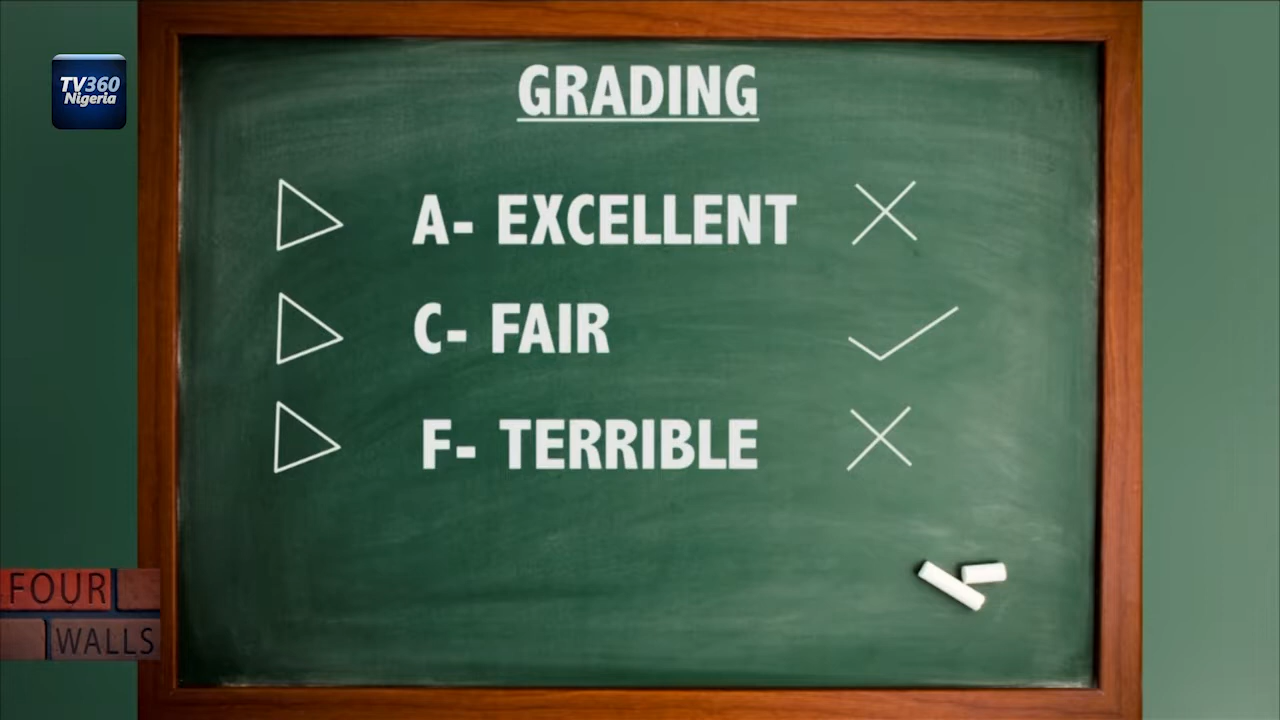 TV360
Nigeria
GRADING
A- EXCELLENT
C- FAIR
F- TERRIBLE
FOUR
WALLS